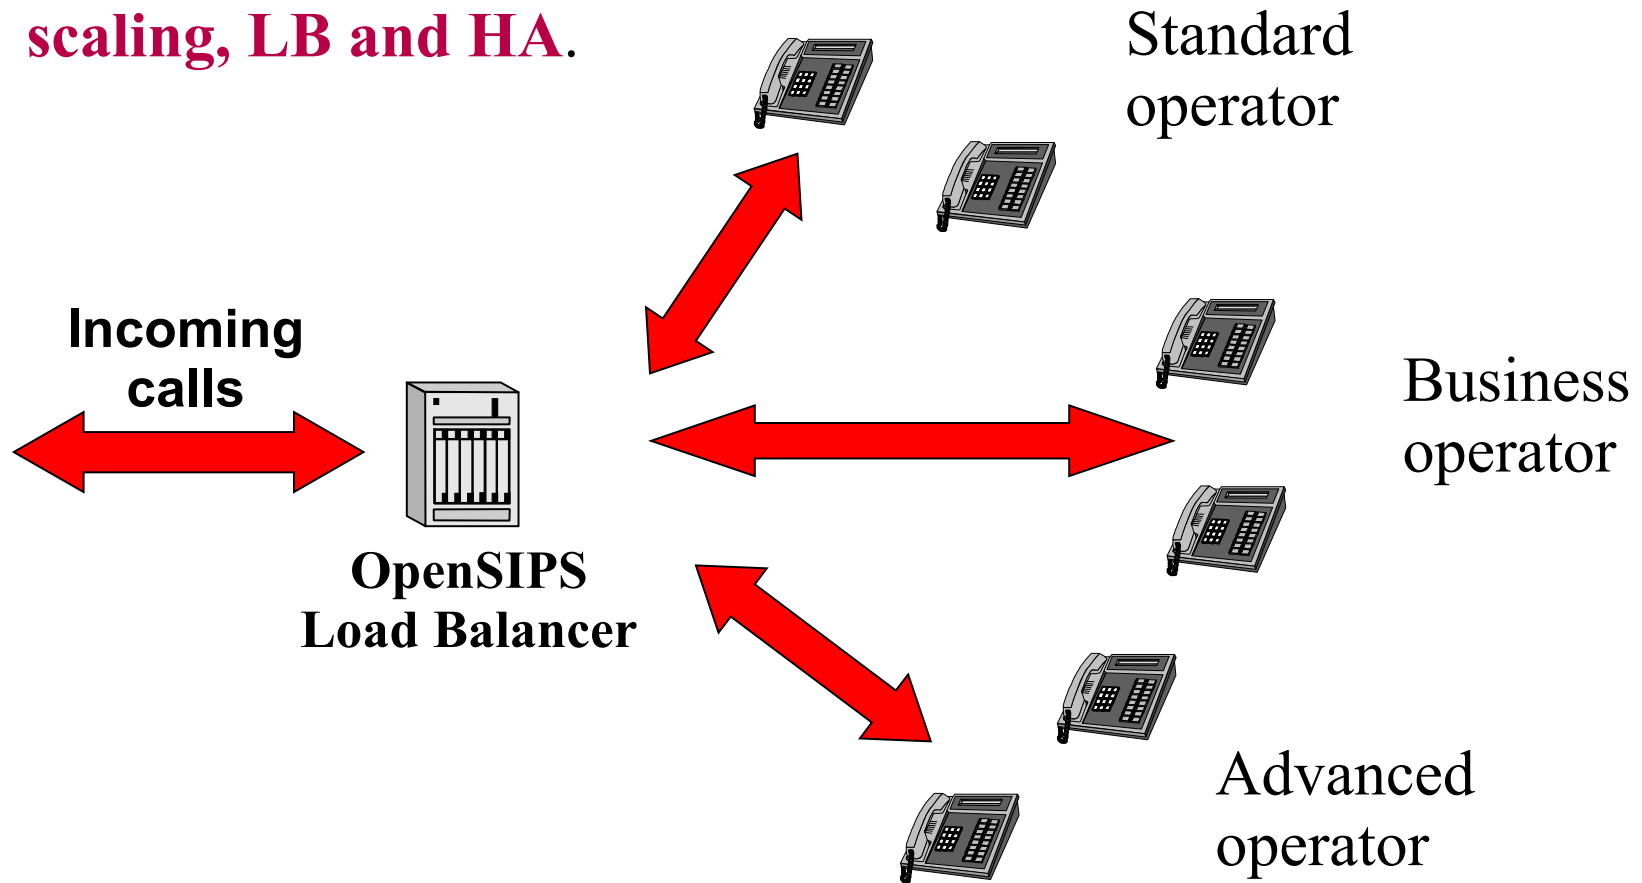 scaling, LB and HA.
Standard
operator
Incoming
calls
Business
operator
OpenSIPS
Load Balancer
Advanced
operator